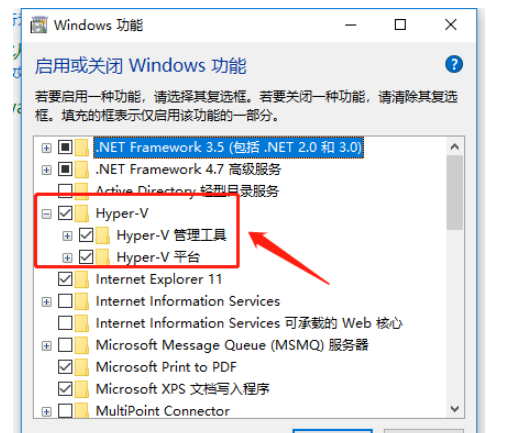 Windows 功能
启用或关闭 Windows 功能
若要启用一种功能，请选择其复选框。若要关闭一种功能，请清除其复选
框。填充的框表示仅启用该功能的一部分。
.NET Framework 3.5 (包括 .NET 2.0 和 3.0)
.NET Framework 4.7 高级服务
Active Directory 轻型目录服务
Hyper-V
Hyper-V 管理工具
Hyper-V 平台
Internet Explorer 11
Internet Information Services
Internet Information Services 可承载的 Web 核心
Microsoft Message Queue (MSMQ) 服务器
Microsoft Print to PDF
Microsoft XPS 文档写入程序
MultiPoint Connector